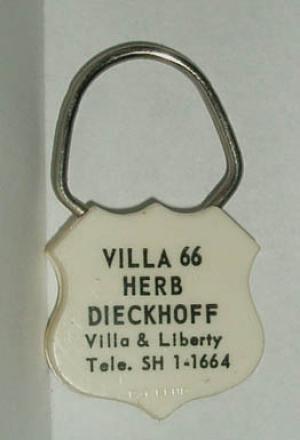 VILLA 66
HERB
DIECKHOFF
Villa & Liberty
Tele. SH 1-1664